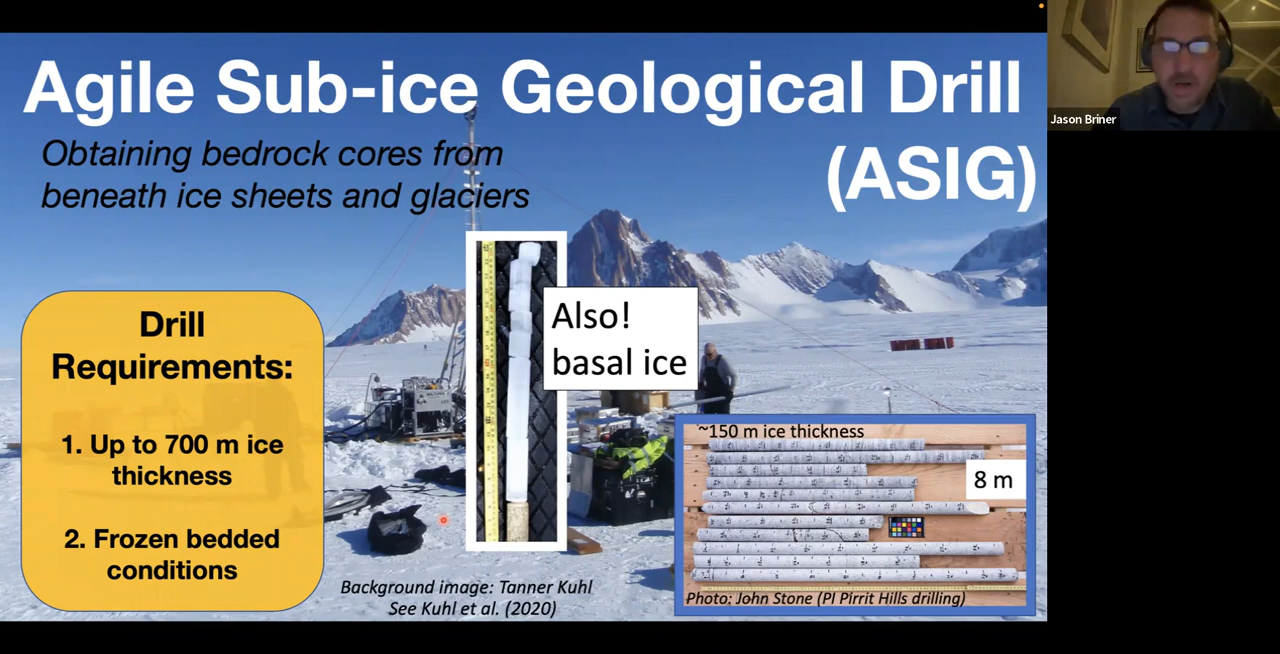 Agile Sub-ice Geological Drill
(ASIG)
Obtaining bedrock cores from
beneath ice sheets and glaciers
Jason Briner
Drill
Requirements:
1. Up to 700 m ice
thickness
2. Frozen bedded
conditions
Also!
basal ice
~150 m ice thickness
8 m
Photo: John Stone (PI Pirrit Hills drilling)
Background image: Tanner Kuhl
See Kuhl et al. (2020)